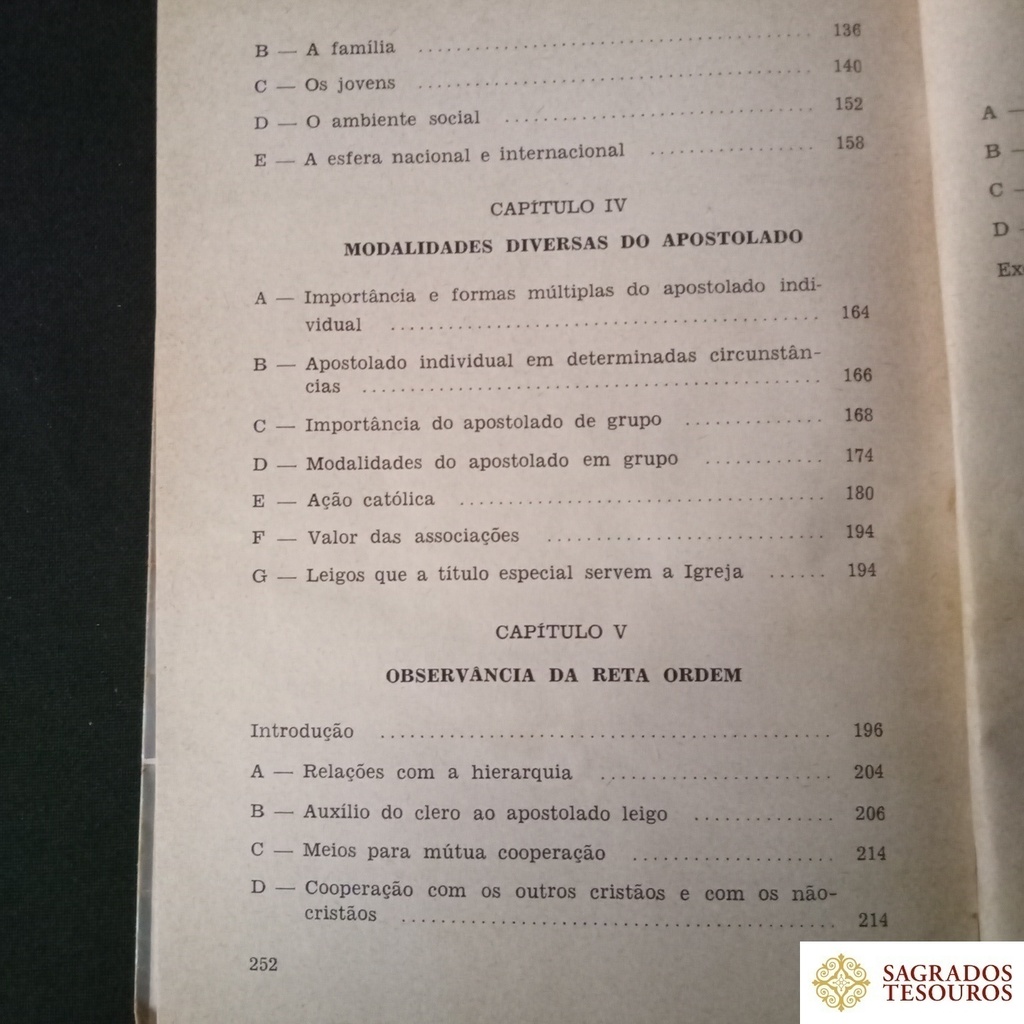 B — A família ........ 136
C — Os jovens ........ 140
D — O ambiente social ........ 152
E — A esfera nacional e internacional ........ 158
CAPÍTULO IV
MODALIDADES DIVERSAS DO APOSTOLADO
A — Importância e formas múltiplas do apostolado indi-
vidual ........ 164
B — Apostolado individual em determinadas circunstân-
cias ........ 166
C — Importância do apostolado de grupo ........ 168
D — Modalidades do apostolado em grupo ........ 174
E — Ação católica ........ 180
F — Valor das associações ........ 194
G — Leigos que a título especial servem a Igreja ...... 194
CAPÍTULO V
OBSERVÂNCIA DA RETA ORDEM
Introdução ........ 196
A — Relações com a hierarquia ........ 204
B — Auxílio do clero ao apostolado leigo ........ 206
C — Meios para mútua cooperação ........ 214
D — Cooperação com os outros cristãos e com os não-
cristãos ........ 214
252
A —
B —
C —
D -
Ex
SAGRADOS
TESOUROS